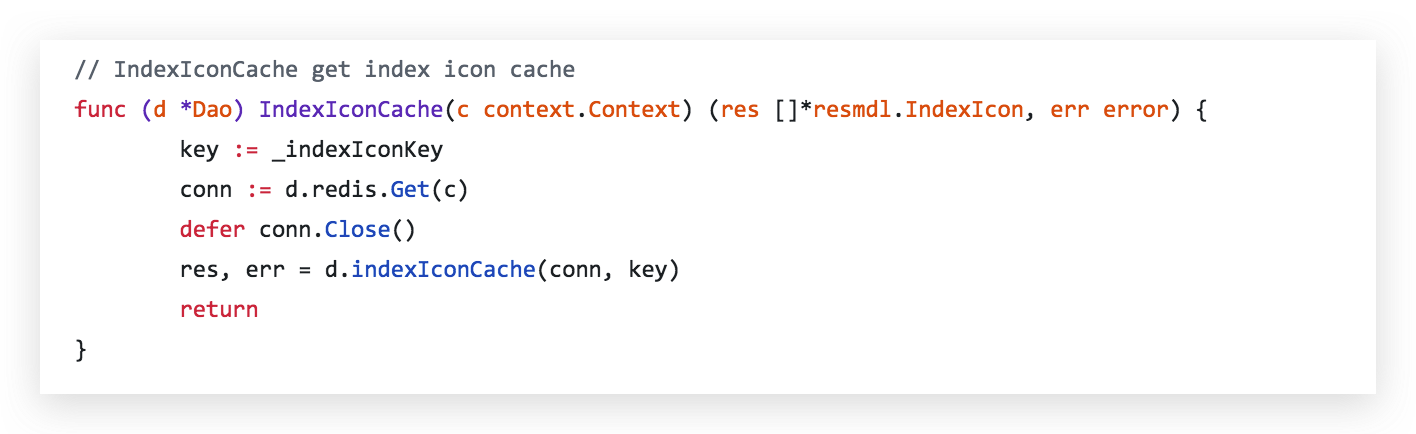 // IndexIconCache get index icon cache
func (d *Dao) IndexIconCache(c context.Context) (res []*resmdl.IndexIcon, err error) {
        key := _indexIconKey
        conn := d.redis.Get(c)
        defer conn.Close()
        res, err = d.indexIconCache(conn, key)
        return
}